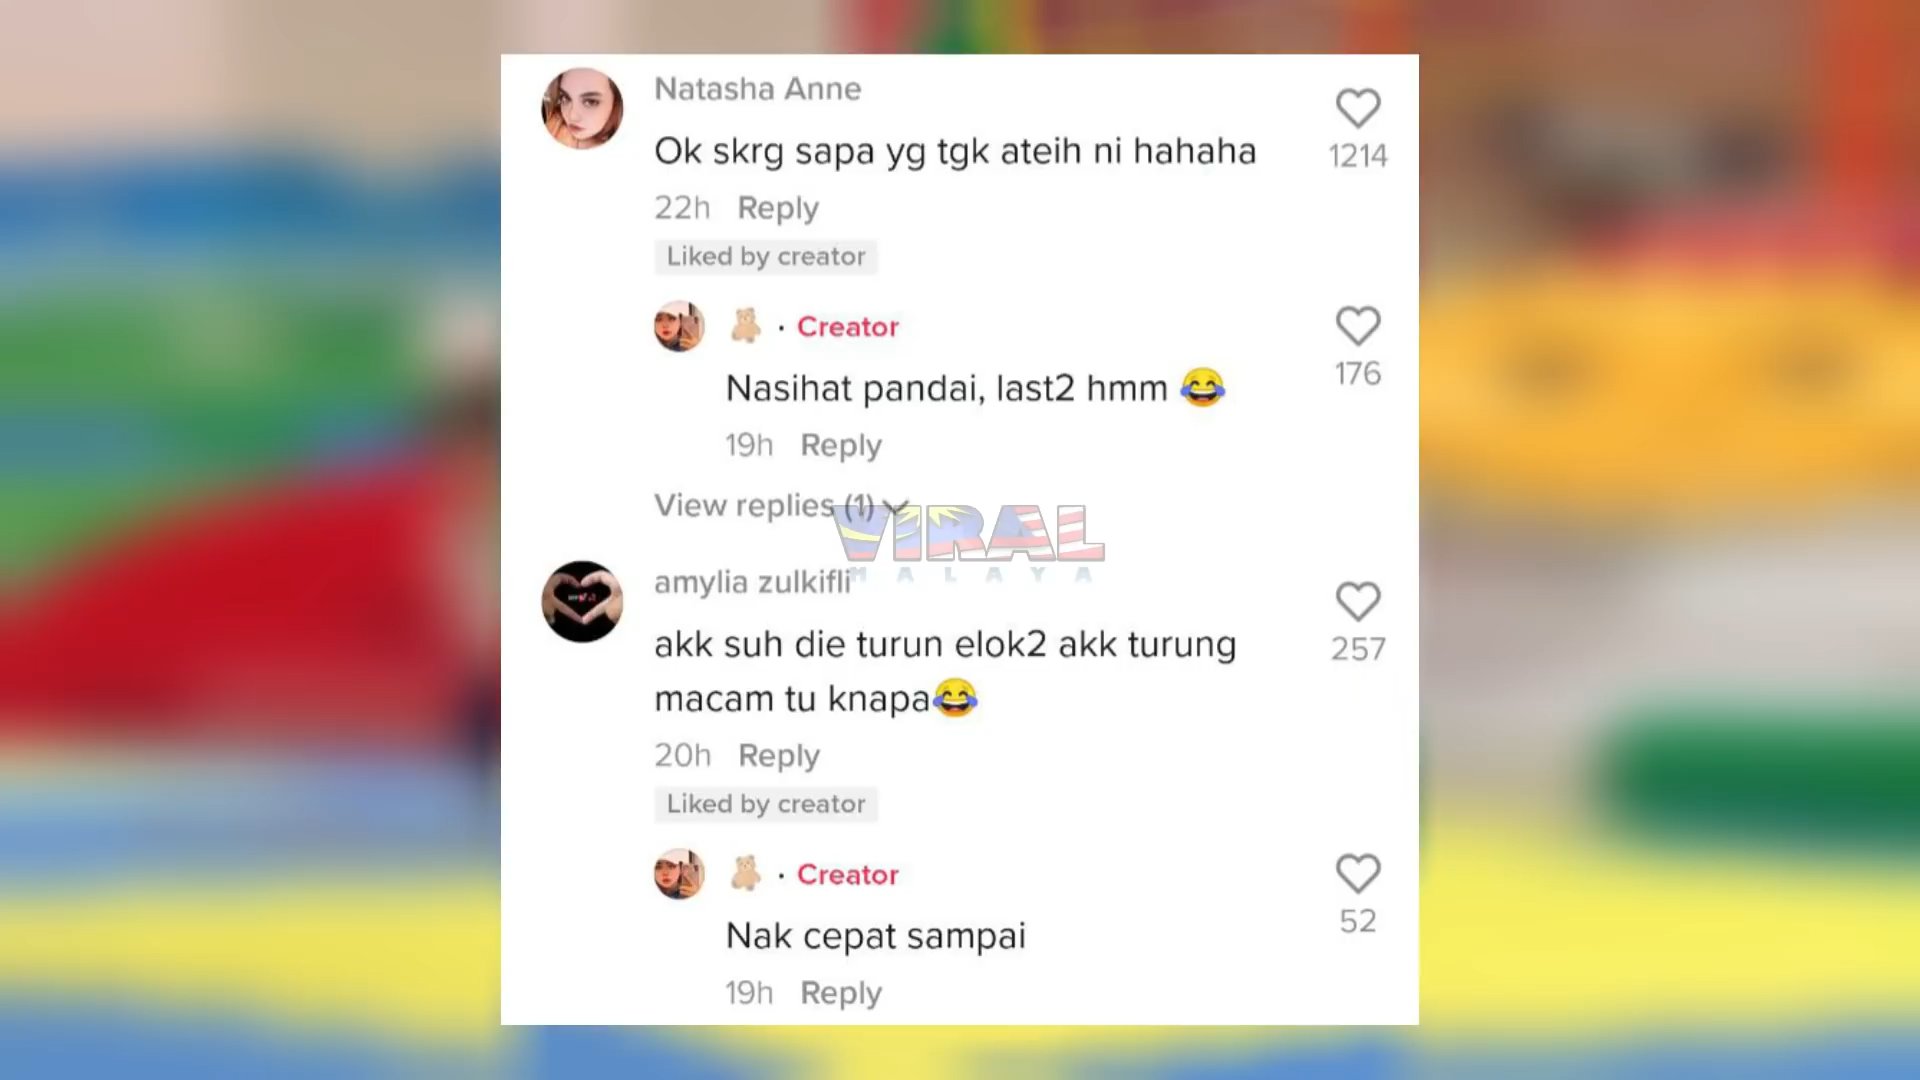 Natasha Anne
Ok skrg sapa yg tgk ateih ni hahaha
1214
22h Reply
Liked by creator
· Creator
Nasihat pandai, last2 hmm 😂
176
19h Reply
View replies (1)
VIRAL
MALAYA
amylia zulkifli
akk suh die turun elok2 akk turung
macam tu knapa😂
257
20h Reply
Liked by creator
· Creator
Nak cepat sampai
52
19h Reply